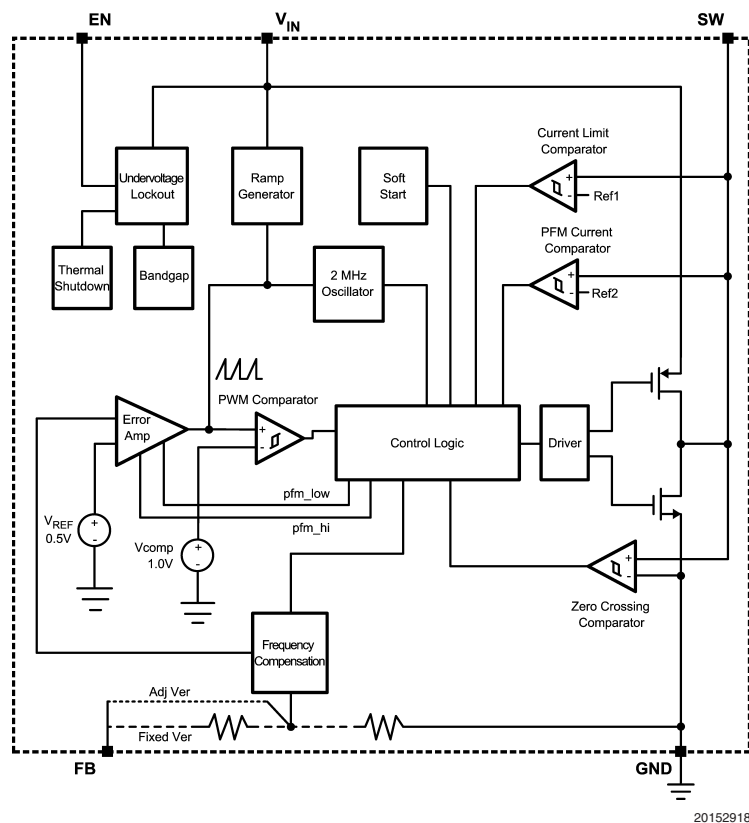 EN
VIN
SW
Undervoltage
Lockout
Ramp
Generator
Soft
Start
Current Limit
Comparator
+
-
Ref1
PFM Current
Comparator
+
-
Ref2
Thermal
Shutdown
Bandgap
2 MHz
Oscillator
PWM Comparator
Error
Amp
+
-
Control Logic
Driver
pfm_low
pfm_hi
VREF
0.5V
+
-
Vcomp
1.0V
+
-
+
-
Zero Crossing
Comparator
Frequency
Compensation
Adj Ver
Fixed Ver
FB
GND
20152918